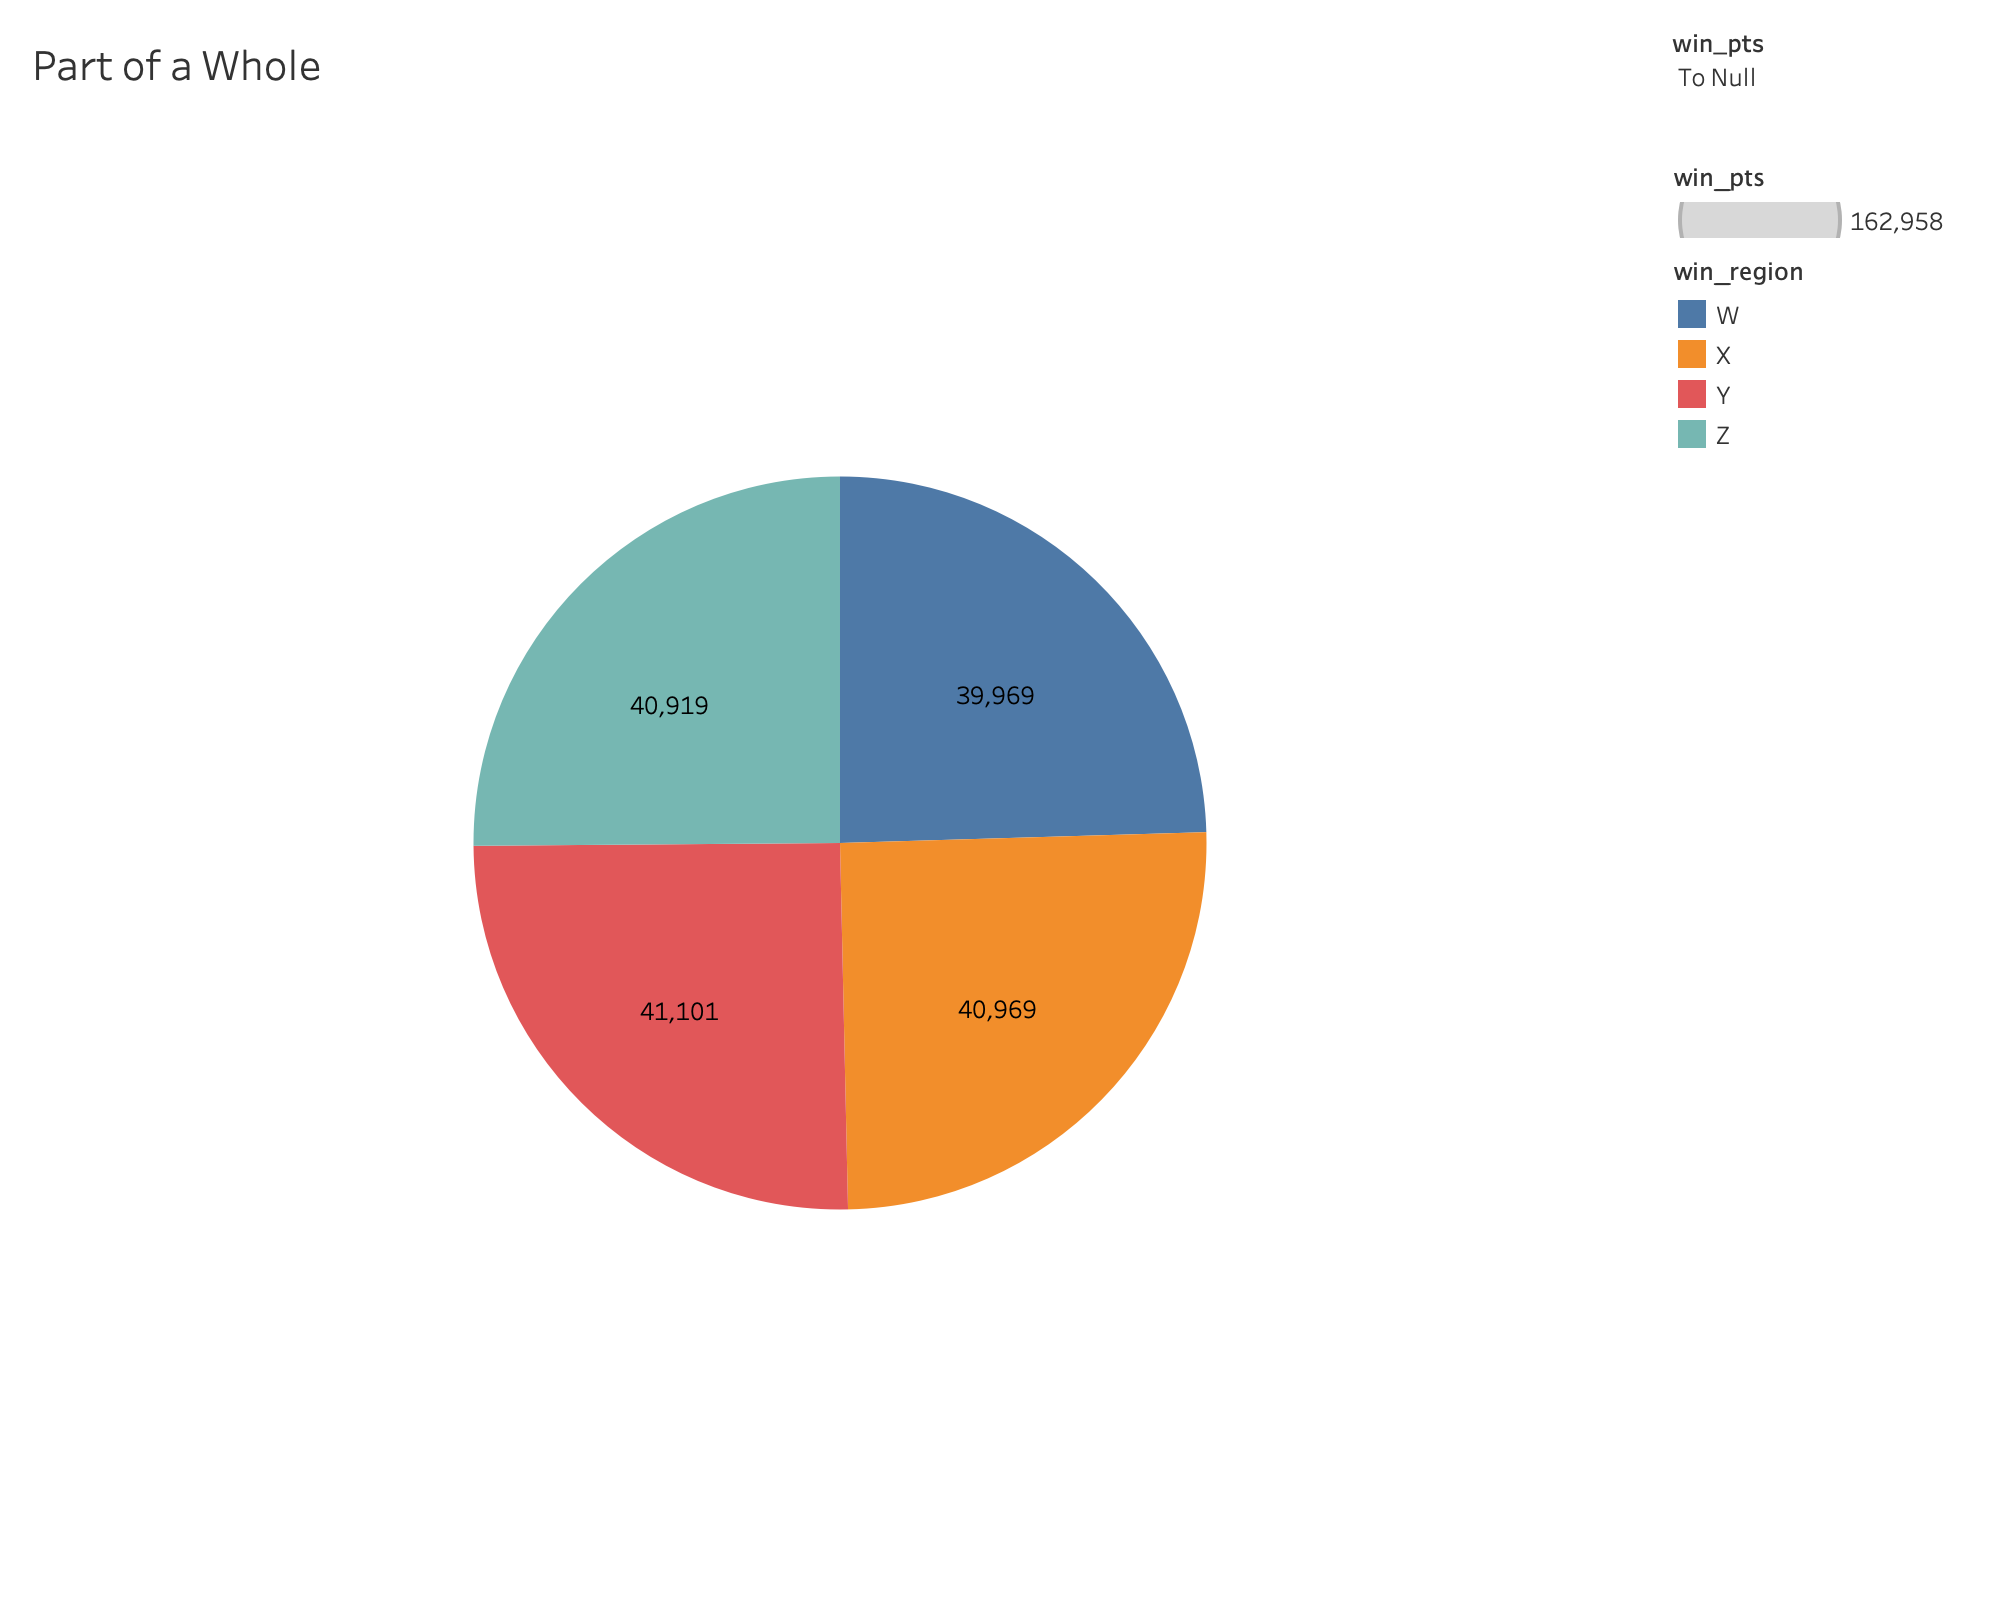 Part of a Whole
win_pts
To Null
win_pts
162,958
win_region
W
X
Y
Z
40,919
39,969
41,101
40,969